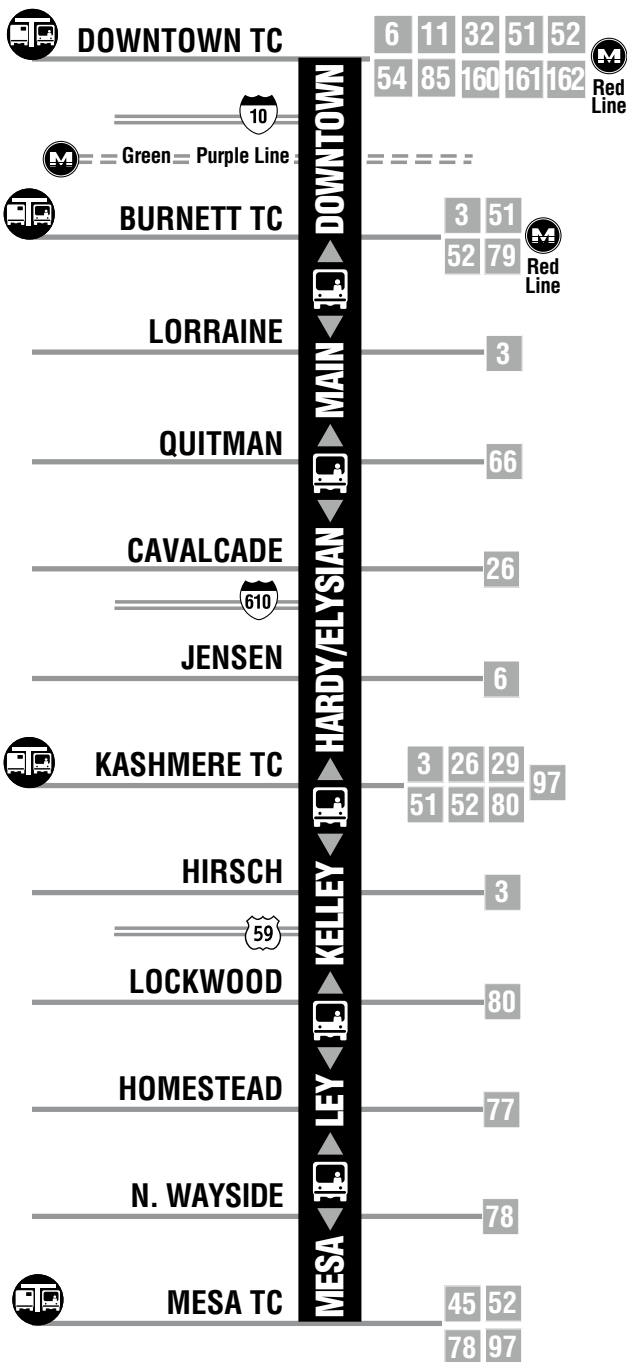 DOWNTOWN TC 6 11 32 51 52
54 85 160 161 162
M
Red
Line
10
M Green Purple Line
DOWNTOWN
BURNETT TC 3 51
52 79
M
Red
Line
LORRAINE 3
MAIN
QUITMAN 66
CAVALCADE 26
610
HARDY/ELYSIAN
JENSEN 6
KASHMERE TC 3 26 29
51 52 80
97
HIRSCH 3
KELLEY
59
LOCKWOOD 80
HOMESTEAD 77
LEY
N. WAYSIDE 78
MESA
MESA TC 45 52
78 97